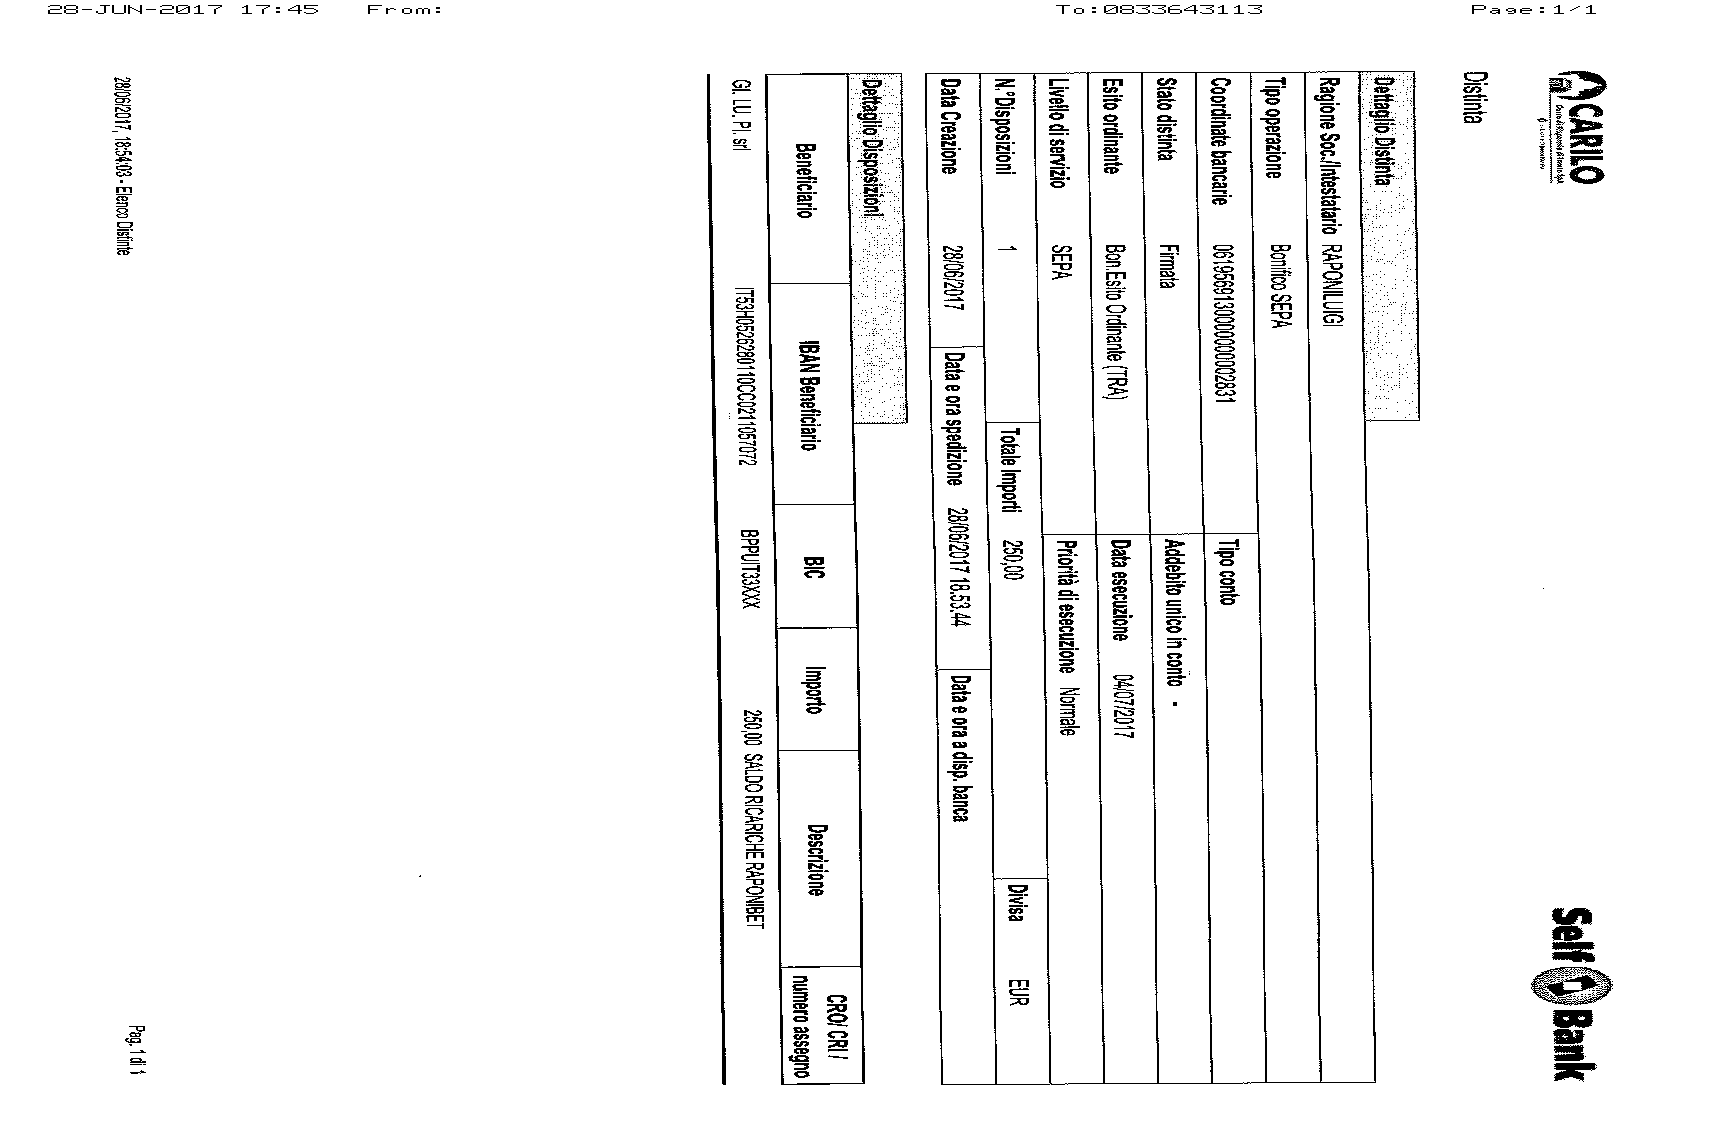 28-JUN-2017 17:45 From: To:0833643113 Page:1/1
CARILO
Self Bank
Distinta
Dettaglio Distinta
Ragione Soc./Intestatario RAPONILUIGI
Tipo operazione Bonifico SEPA
Coordinate bancarie 06195691300000000002831 Tipo conto
Stato distinta Firmata Addebito unico in conto -
Esito ordinante Bon.Esito Ordinante (TRA) Data esecuzione 04/07/2017
Livello di servizio SEPA Priorità di esecuzione Normale
N.°Disposizioni 1 Totale Importi 250,00 Divisa EUR
Data Creazione 28/06/2017 Data e ora spedizione 28/06/2017 18.53.44 Data e ora a disp. banca
Dettaglio Disposizioni
Beneficiario IBAN Beneficiario BIC Importo Descrizione CRO/ CRI / numero assegno
GI. LU. PI. srl IT53H0526280110CC0211057072 BPPUIT33XXX 250,00 SALDO RICARICHE RAPONIBET
28/06/2017, 18:54:03 - Elenco Distinte Pag. 1 di 1